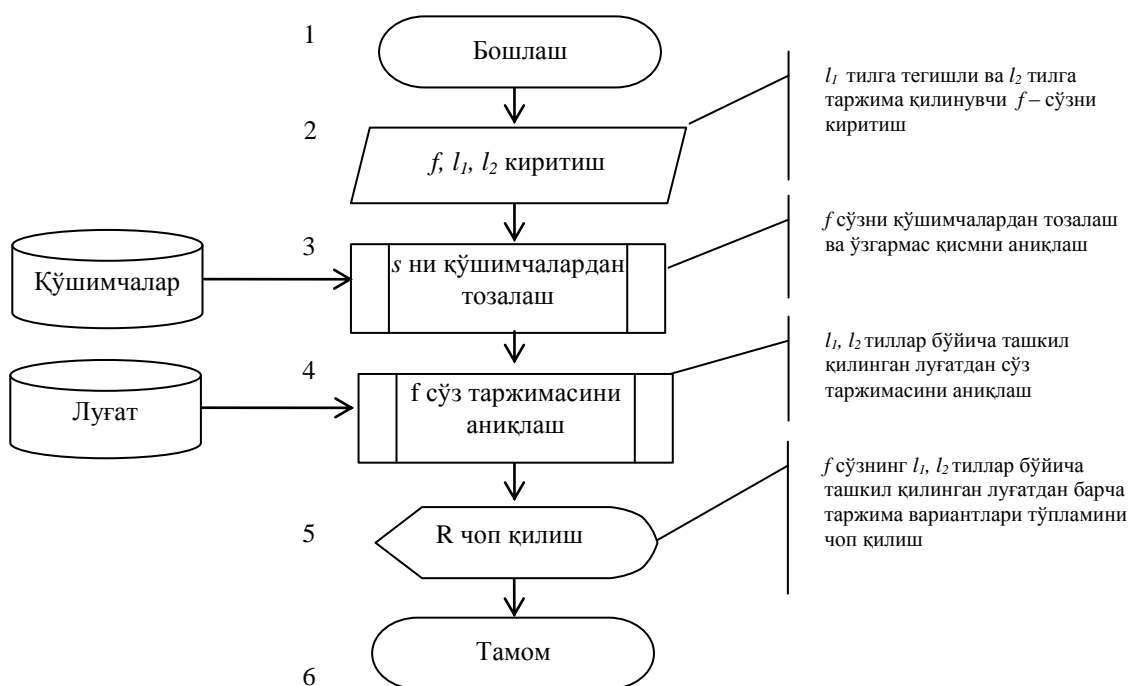 1
Бошлаш
l1 тилга тегишли ва l2 тилга
таржима қилинувчи f – сўзни
киритиш
2
f, l1, l2 киритиш
f сўзни қўшимчалардан тозалаш
ва ўзгармас қисмни аниқлаш
3
Қўшимчалар
s ни қўшимчалардан
тозалаш
l1, l2 тиллар бўйича ташкил
қилинган луғатдан сўз
таржимасини аниқлаш
4
Луғат
f сўз таржимасини
аниқлаш
f сўзнинг l1, l2 тиллар бўйича
ташкил қилинган луғатдан барча
таржима вариантлари тўпламини
чоп қилиш
5
R чоп қилиш
Тамом
6